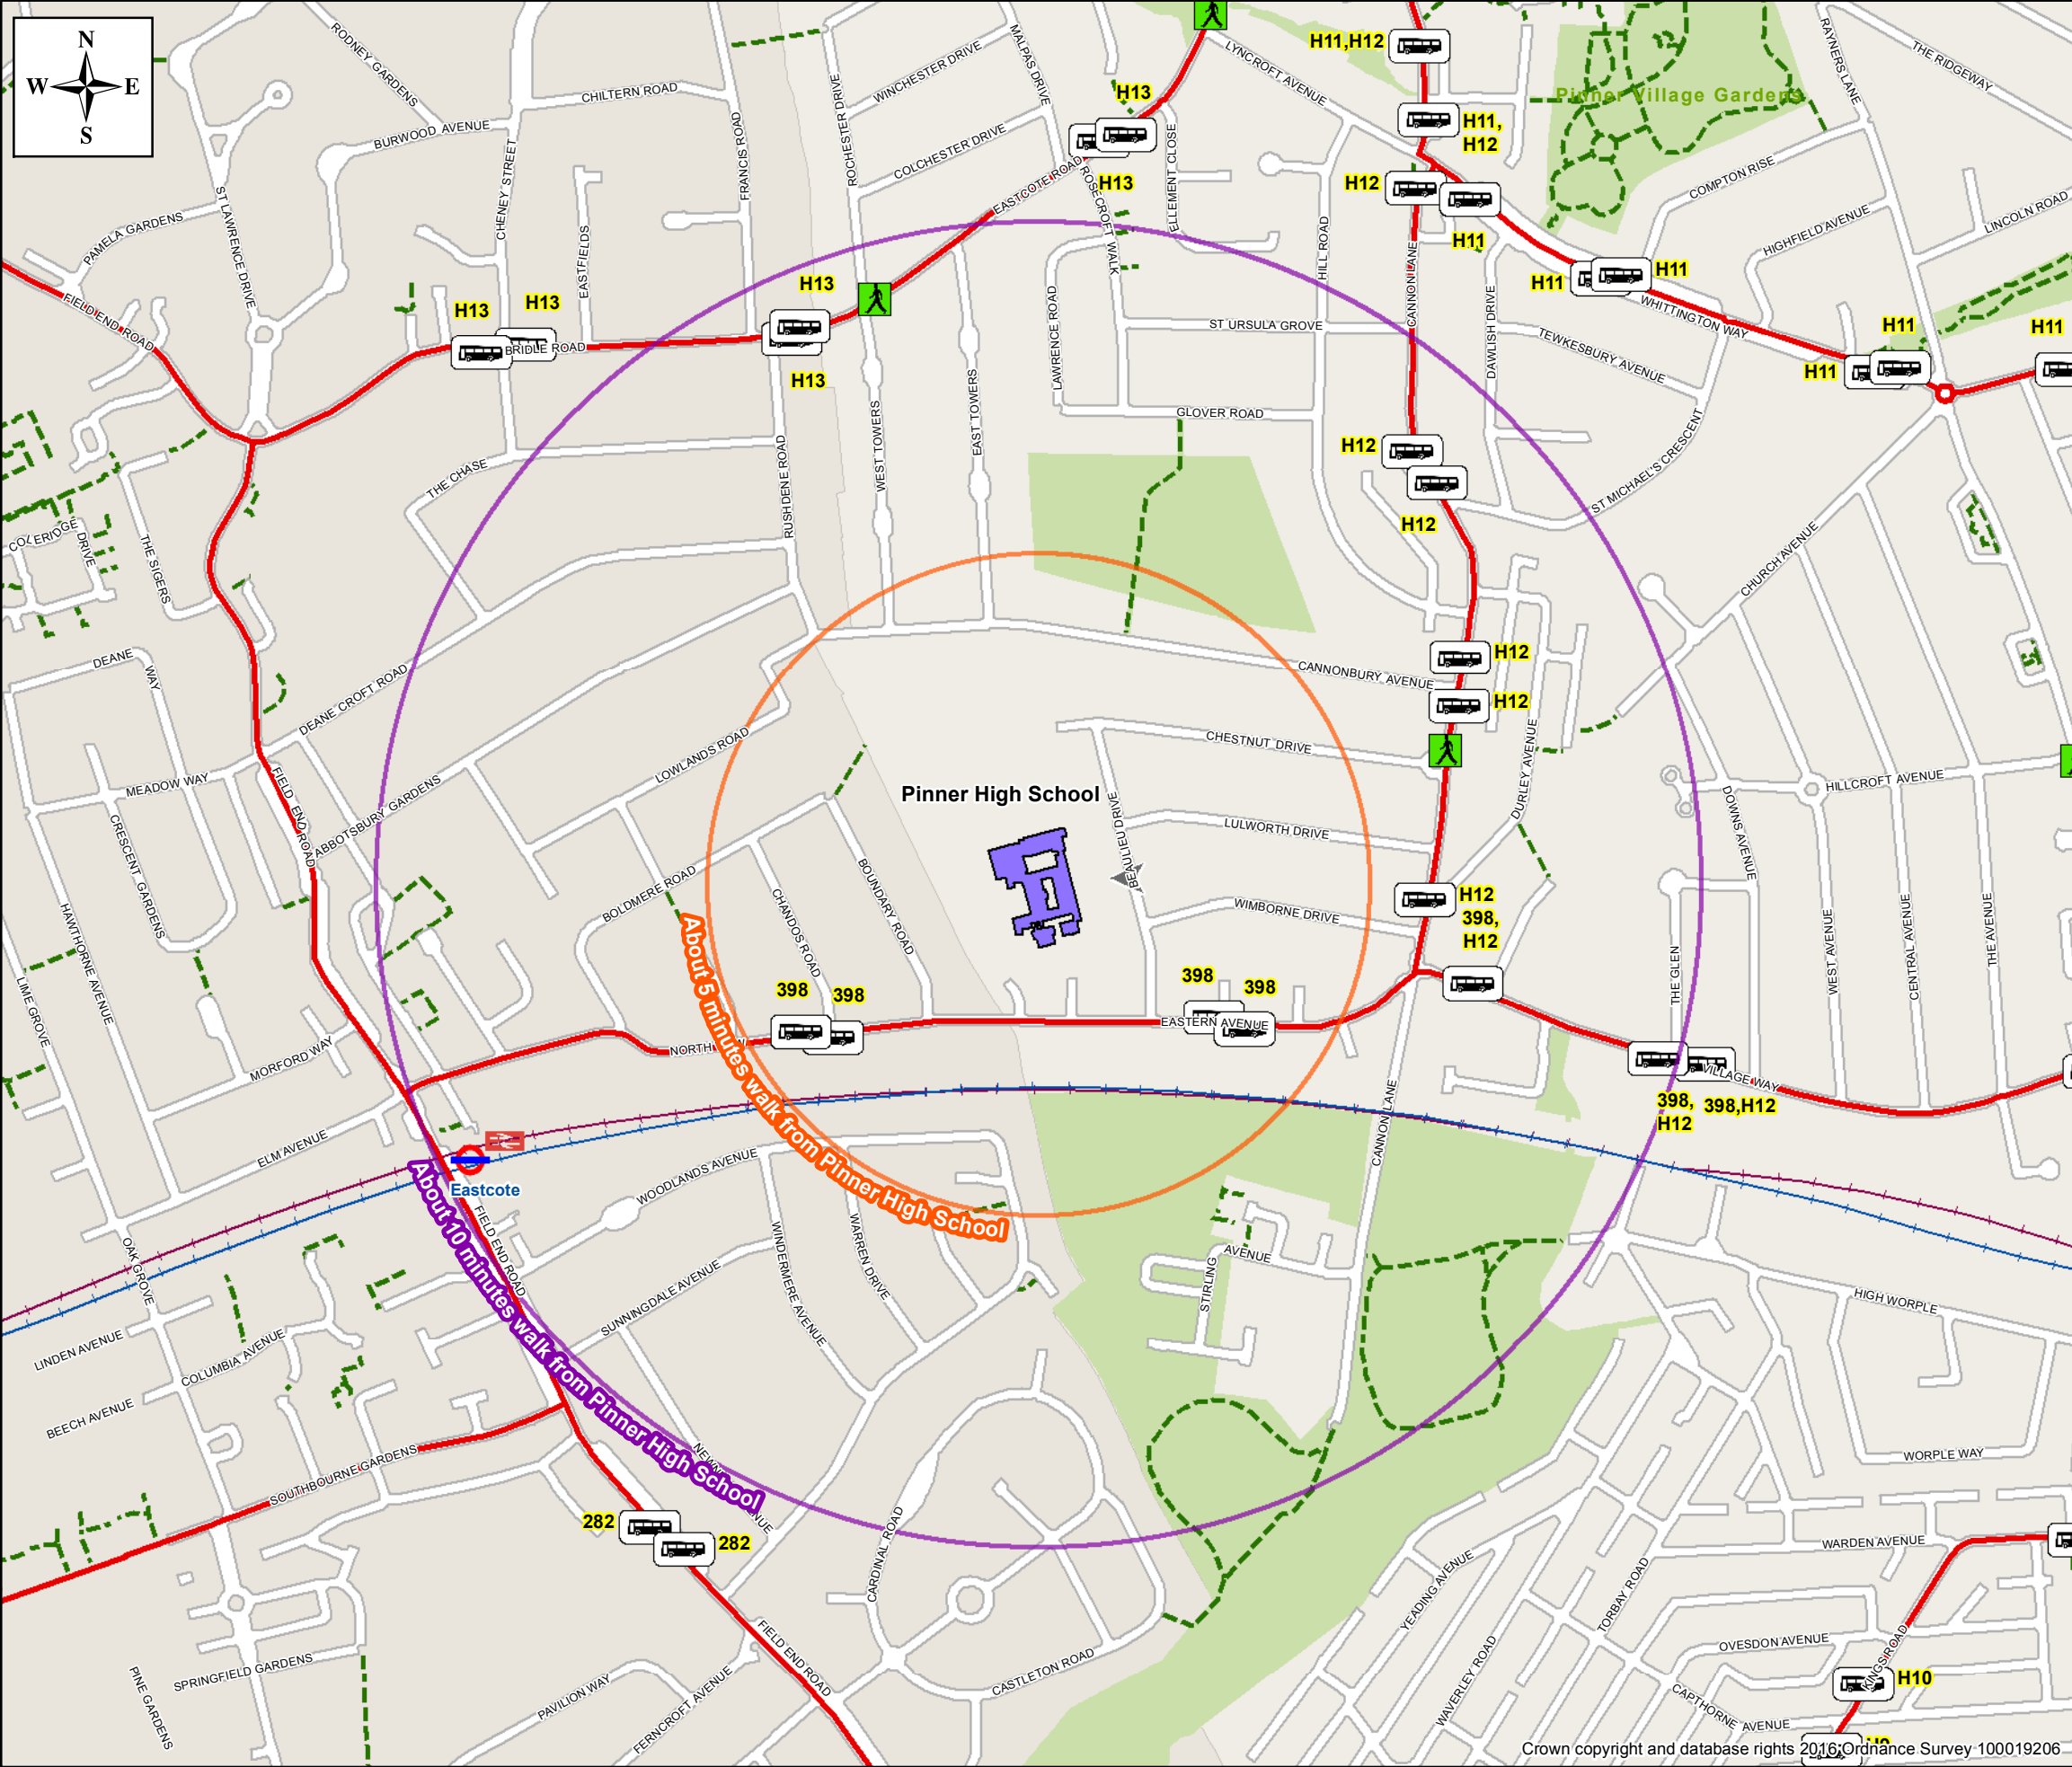 N
W
E
S
RODNEY GARDENS
CHILTERN ROAD
BURWOOD AVENUE
CHENEY STREET
FRANCIS ROAD
ROCHESTER DRIVE
WINCHESTER DRIVE
MALPAS DRIVE
COLCHESTER DRIVE
EASTCOTE ROAD
ROSECROFT WALK
ELLEMENT CLOSE
H13
H13
LYNCROFT AVENUE
H11,H12
H11,
H12
H12
H11
Pinner Village Gardens
RAYNERS LANE
THE RIDGEWAY
COMPTON RISE
HIGHFIELD AVENUE
LINCOLN ROAD
PAMELA GARDENS
ST LAWRENCE DRIVE
EASTFIELDS
FIELD END ROAD
H13
H13
BRIDLE ROAD
H13
H13
HILL ROAD
CANNON LANE
DAWLISH DRIVE
H11
H11
WHITTINGTON WAY
H11
H11
H11
LAWRENCE ROAD
ST URSULA GROVE
TEWKESBURY AVENUE
GLOVER ROAD
WEST TOWERS
EAST TOWERS
THE CHASE
RUSHDENE ROAD
H12
H12
ST MICHAEL'S CRESCENT
CHURCH AVENUE
COLERIDGE
DRIVE
THE SIGERS
DEANE
WAY
DEANE CROFT ROAD
CANNONBURY AVENUE
H12
H12
LOWLANDS ROAD
CHESTNUT DRIVE
DURLEY AVENUE
MEADOW WAY
FIELD END ROAD
ABBOTSBURY GARDENS
CRESCENT GARDENS
Pinner High School
BEAULIEU DRIVE
LULWORTH DRIVE
DOWNS AVENUE
HILLCROFT AVENUE
BOLDMERE ROAD
CHANDOS ROAD
BOUNDARY ROAD
WIMBORNE DRIVE
H12
398,
H12
HAWTHORNE AVENUE
LIME GROVE
THE GLEN
WEST AVENUE
CENTRAL AVENUE
THE AVENUE
398
398
398
398
EASTERN AVENUE
MORFORD WAY
398,
H12
398,H12
VILLAGE WAY
ELM AVENUE
Eastcote
About 5 minutes walk from Pinner High School
About 10 minutes walk from Pinner High School
WOODLANDS AVENUE
CANNON LANE
OAK GROVE
FIELD END ROAD
SUNNINGDALE AVENUE
WINDERMERE AVENUE
WARREN DRIVE
STIRLING
AVENUE
HIGH WORPLE
LINDEN AVENUE
COLUMBIA AVENUE
BEECH AVENUE
SOUTHBOURNE GARDENS
WORPLE WAY
282
282
CARDINAL ROAD
WARDEN AVENUE
YEADING AVENUE
TORBAY ROAD
OVESDON AVENUE
KINGS ROAD
H10
SPRINGFIELD GARDENS
PINE GARDENS
PAVILION WAY
FERNCROFT AVENUE
FIELD END ROAD
CASTLETON ROAD
WAVERLEY ROAD
CAPTHORNE AVENUE
Crown copyright and database rights 2016 Ordnance Survey 100019206